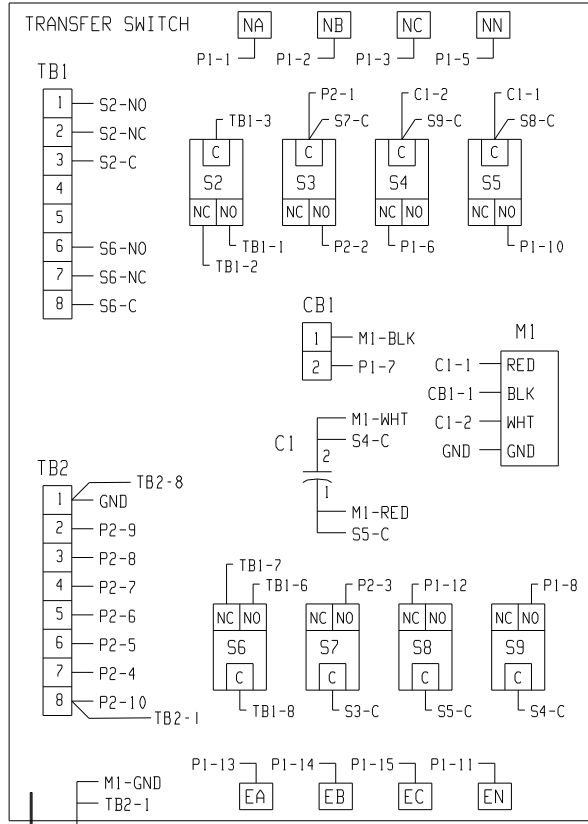 TRANSFER SWITCH
NA NB NC NN
P1-1 P1-2 P1-3 P1-5
TB1
1 S2-NO
2 S2-NC
3 S2-C
4
5
6 S6-NO
7 S6-NC
8 S6-C
TB1-3
C
S2
NC NO
TB1-1
TB1-2
P2-1
S7-C
C
S3
NC NO
P2-2
C1-2
S9-C
C
S4
NC NO
P1-6
C1-1
S8-C
C
S5
NC NO
P1-10
CB1
1 M1-BLK
2 P1-7
M1
C1-1 RED
CB1-1 BLK
C1-2 WHT
GND GND
C1
M1-WHT
S4-C
2
1
M1-RED
S5-C
TB2
TB2-8
1 GND
2 P2-9
3 P2-8
4 P2-7
5 P2-6
6 P2-5
7 P2-4
8 P2-10
TB2-1
TB1-7
TB1-6
NC NO
S6
C
TB1-8
P2-3
NC NO
S7
C
S3-C
P1-12
NC NO
S8
C
S5-C
P1-8
NC NO
S9
C
S4-C
P1-13 P1-14 P1-15 P1-11
EA EB EC EN
M1-GND
TB2-1